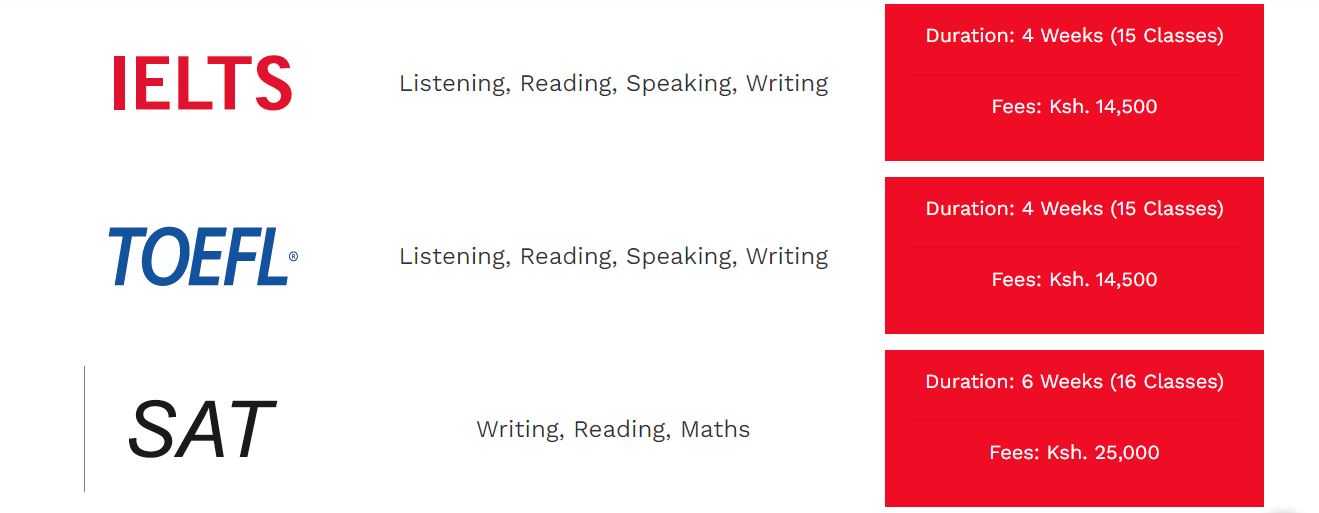 IELTS
Listening, Reading, Speaking, Writing
Duration: 4 Weeks (15 Classes)
Fees: Ksh. 14,500
TOEFL®
Listening, Reading, Speaking, Writing
Duration: 4 Weeks (15 Classes)
Fees: Ksh. 14,500
SAT
Writing, Reading, Maths
Duration: 6 Weeks (16 Classes)
Fees: Ksh. 25,000